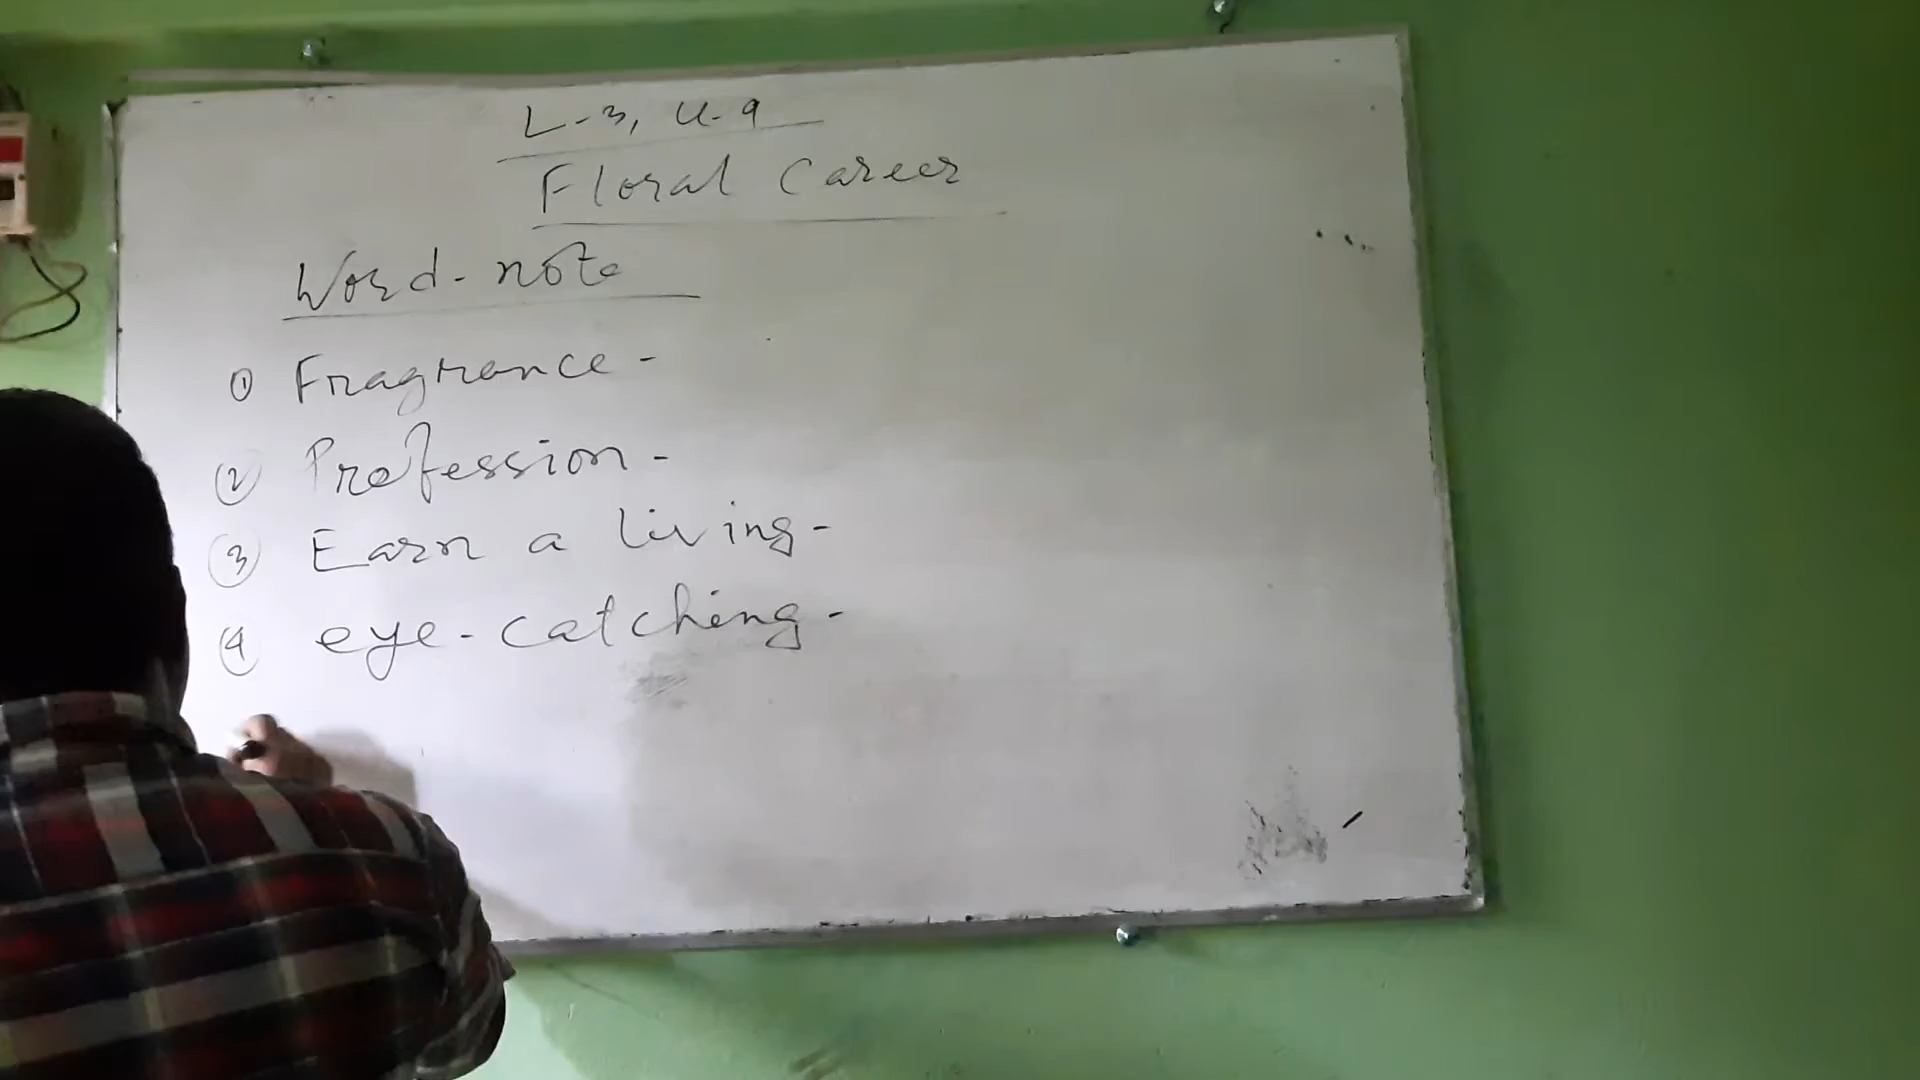 L-3, U-9
Floral Career
Word-note
① Fragrance -
② Profession -
③ Earn a living -
④ eye-catching -